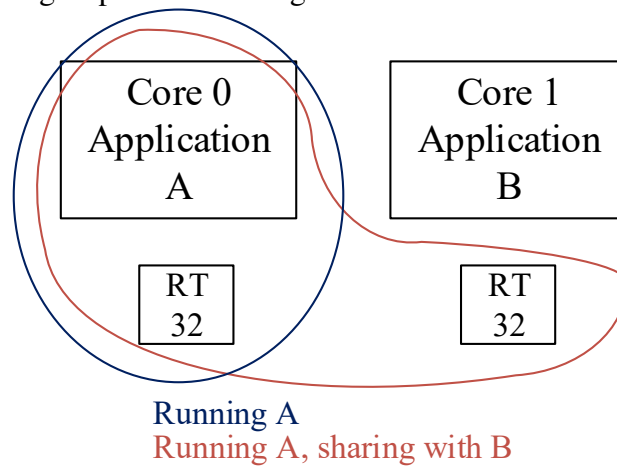 Core 0
Application
A
Core 1
Application
B
RT
32
RT
32
Running A
Running A, sharing with B